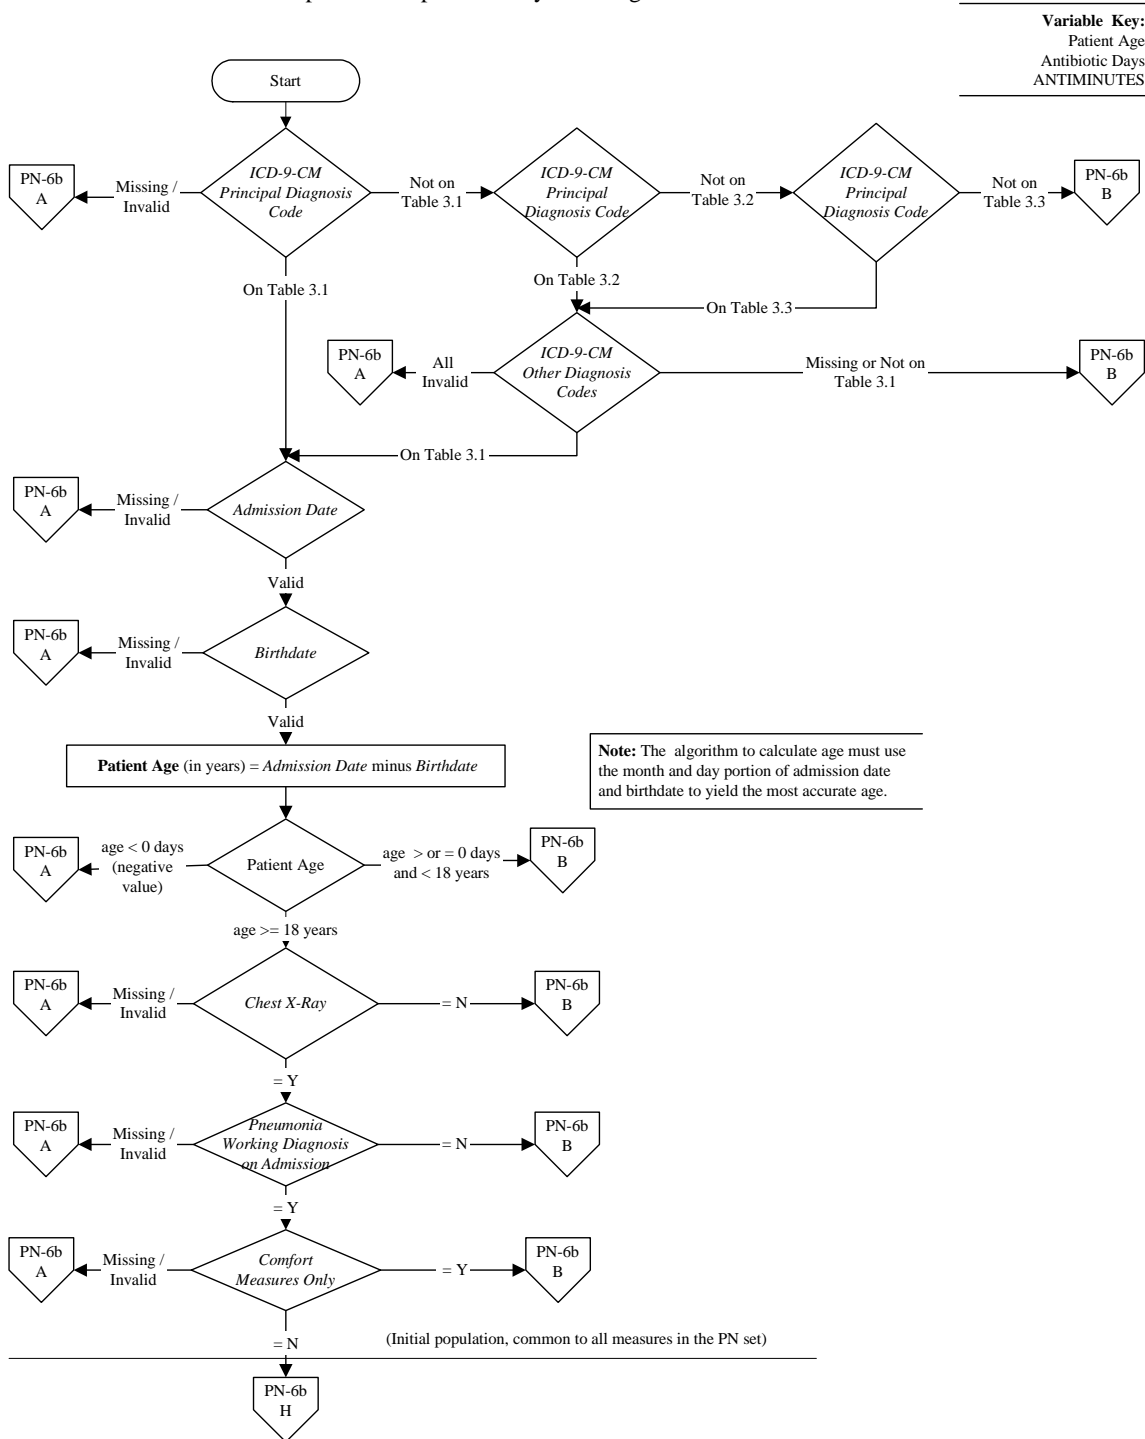 Variable Key:
Patient Age
Antibiotic Days
ANTIMINUTES
Start
PN-6b
A
Missing /
Invalid
ICD-9-CM
Principal Diagnosis
Code
Not on
Table 3.1
ICD-9-CM
Principal
Diagnosis Code
Not on
Table 3.2
ICD-9-CM
Principal
Diagnosis Code
Not on
Table 3.3
PN-6b
B
On Table 3.1
On Table 3.2
On Table 3.3
PN-6b
A
All
Invalid
ICD-9-CM
Other Diagnosis
Codes
Missing or Not on
Table 3.1
PN-6b
B
On Table 3.1
PN-6b
A
Missing /
Invalid
Admission Date
Valid
PN-6b
A
Missing /
Invalid
Birthdate
Valid
Patient Age (in years) = Admission Date minus Birthdate
Note: The algorithm to calculate age must use
the month and day portion of admission date
and birthdate to yield the most accurate age.
PN-6b
A
age < 0 days
(negative
value)
Patient Age
age > or = 0 days
and < 18 years
PN-6b
B
age >= 18 years
PN-6b
A
Missing /
Invalid
Chest X-Ray
= N
PN-6b
B
= Y
PN-6b
A
Missing /
Invalid
Pneumonia
Working Diagnosis
on Admission
= N
PN-6b
B
= Y
PN-6b
A
Missing /
Invalid
Comfort
Measures Only
= Y
PN-6b
B
= N
(Initial population, common to all measures in the PN set)
PN-6b
H